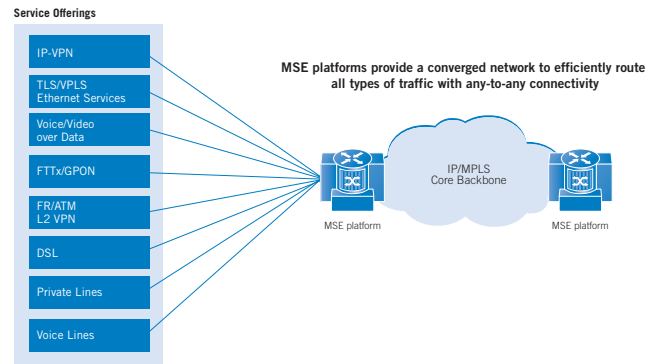 Service Offerings
IP-VPN
TLS/VPLS
Ethernet Services
Voice/Video
over Data
FTTx/GPON
FR/ATM
L2 VPN
DSL
Private Lines
Voice Lines
MSE platforms provide a converged network to efficiently route
all types of traffic with any-to-any connectivity
IP/MPLS
Core Backbone
MSE platform
MSE platform